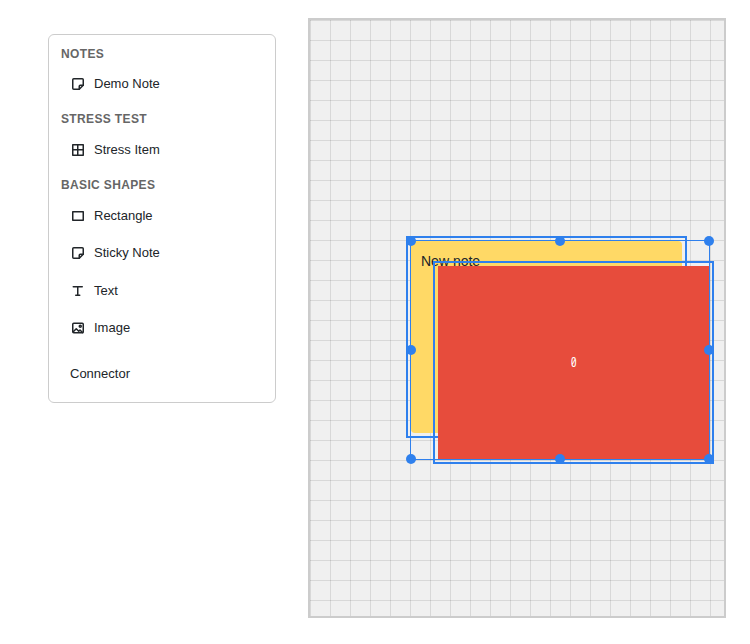 NOTES
Demo Note
STRESS TEST
Stress Item
BASIC SHAPES
Rectangle
Sticky Note
Text
Image
Connector
New note
0